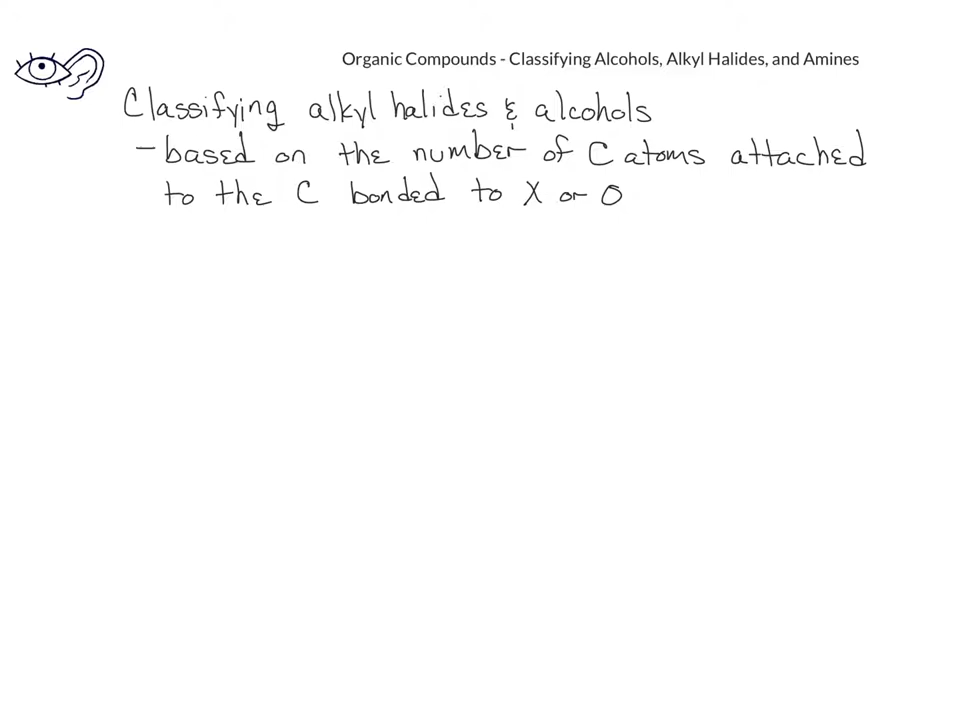 Organic Compounds - Classifying Alcohols, Alkyl Halides, and Amines
Classifying alkyl halides & alcohols
- based on the number of C atoms attached
to the C bonded to X or O